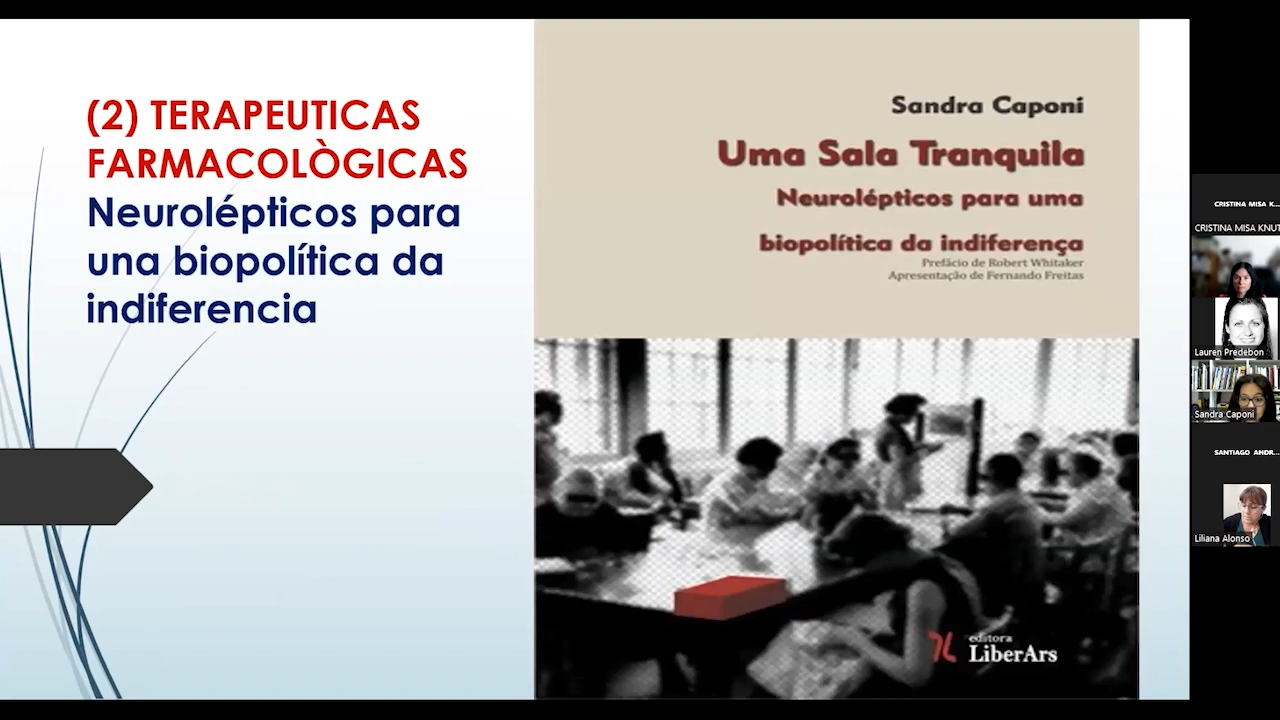 (2) TERAPEUTICAS
FARMACOLÒGICAS
Neurolépticos para
una biopolítica da
indiferencia
Sandra Caponi
Uma Sala Tranquila
Neurolépticos para uma
biopolítica da indiferença
Prefácio de Robert Whitaker
Apresentação de Fernando Freitas
editora
LiberArs
CRISTINA MISA K...
CRISTINA MISA KNUT
Lauren Predebon
Sandra Caponi
SANTIAGO ANDR...
Liliana Alonso